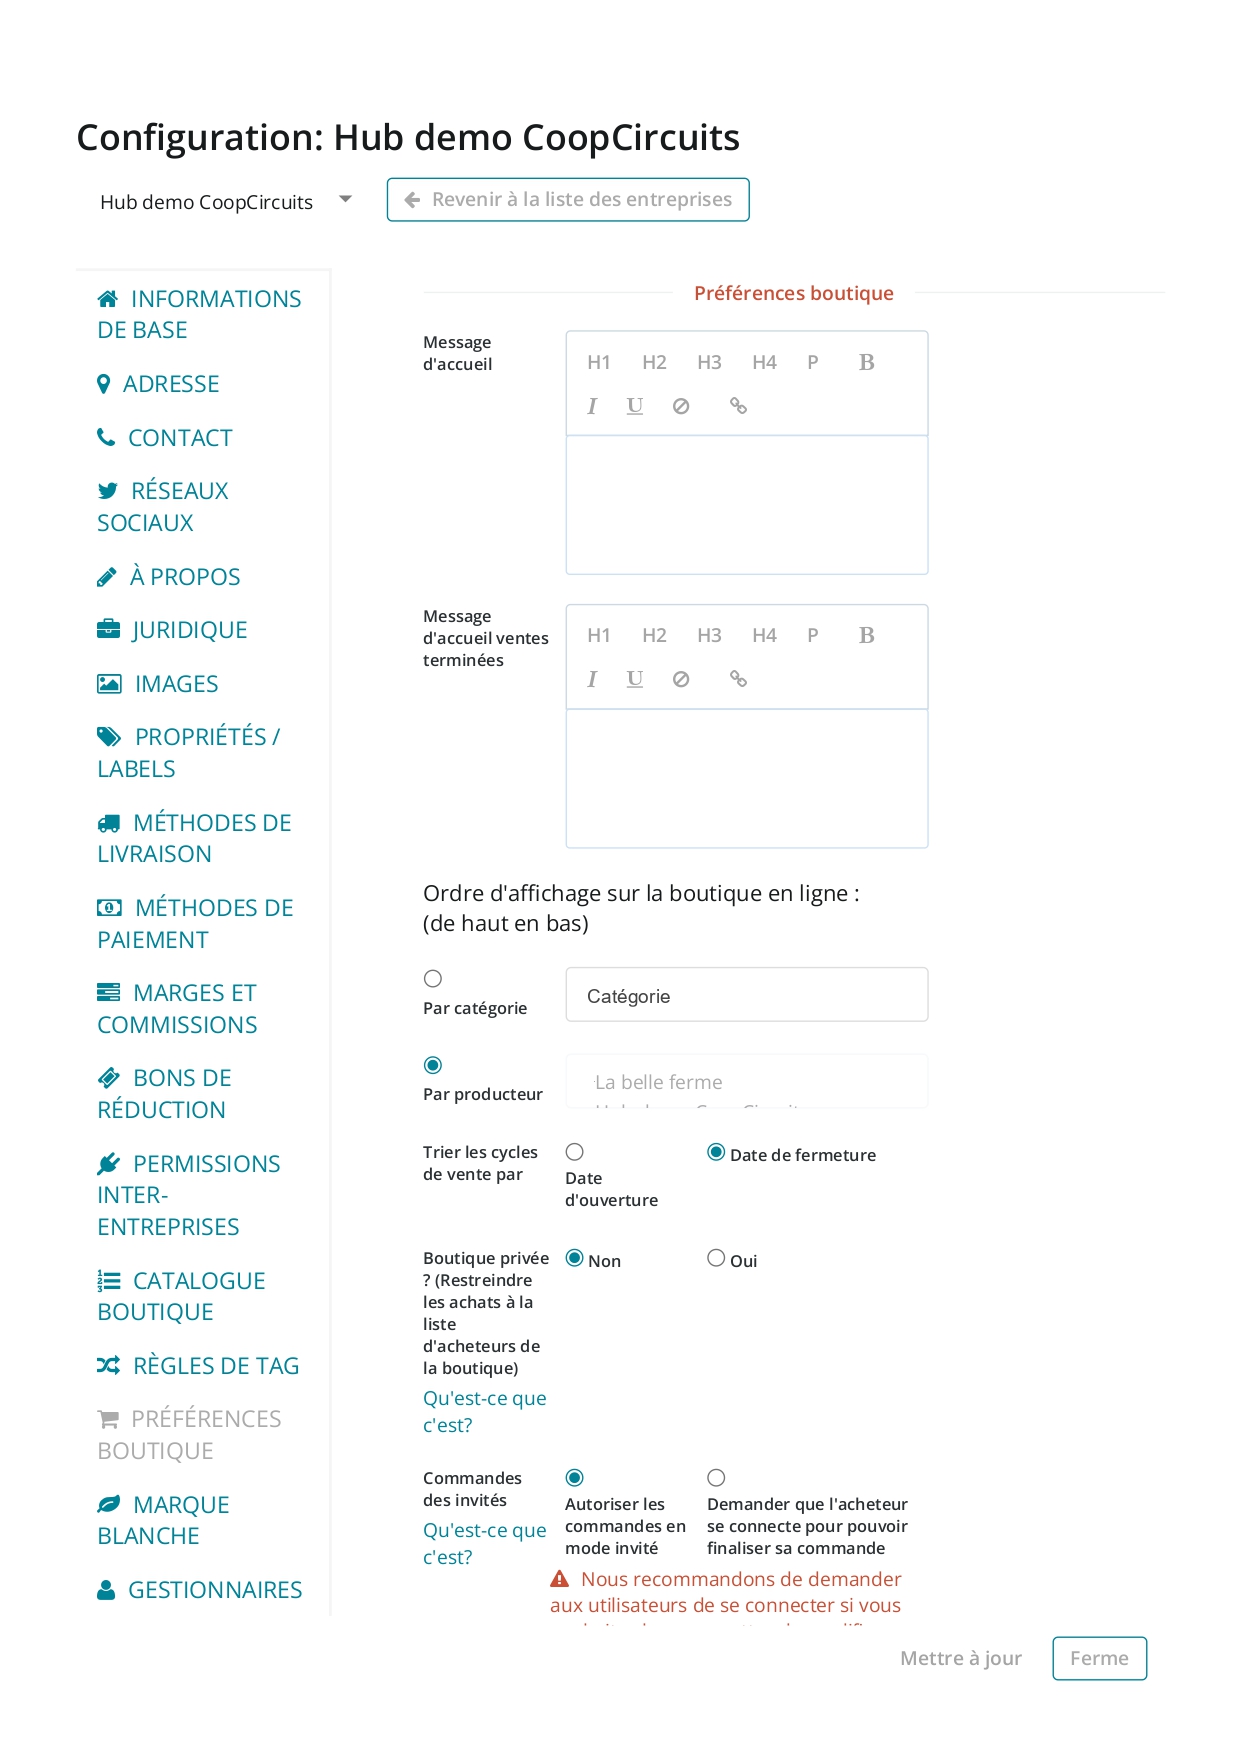 Configuration: Hub demo CoopCircuits
Hub demo CoopCircuits
Revenir à la liste des entreprises
INFORMATIONS
DE BASE
ADRESSE
CONTACT
RÉSEAUX
SOCIAUX
À PROPOS
JURIDIQUE
IMAGES
PROPRIÉTÉS /
LABELS
MÉTHODES DE
LIVRAISON
MÉTHODES DE
PAIEMENT
MARGES ET
COMMISSIONS
BONS DE
RÉDUCTION
PERMISSIONS
INTER-
ENTREPRISES
CATALOGUE
BOUTIQUE
RÈGLES DE TAG
PRÉFÉRENCES
BOUTIQUE
MARQUE
BLANCHE
GESTIONNAIRES
Préférences boutique
Message
d'accueil
H1 H2 H3 H4 P B
I U
Message
d'accueil ventes
terminées
H1 H2 H3 H4 P B
I U
Ordre d'affichage sur la boutique en ligne :
(de haut en bas)
Par catégorie
Catégorie
Par producteur
La belle ferme
Trier les cycles
de vente par
Date
d'ouverture
Date de fermeture
Boutique privée
? (Restreindre
les achats à la
liste
d'acheteurs de
la boutique)
Qu'est-ce que
c'est?
Non
Oui
Commandes
des invités
Qu'est-ce que
c'est?
Autoriser les
commandes en
mode invité
Demander que l'acheteur
se connecte pour pouvoir
finaliser sa commande
Nous recommandons de demander
aux utilisateurs de se connecter si vous
Mettre à jour
Ferme